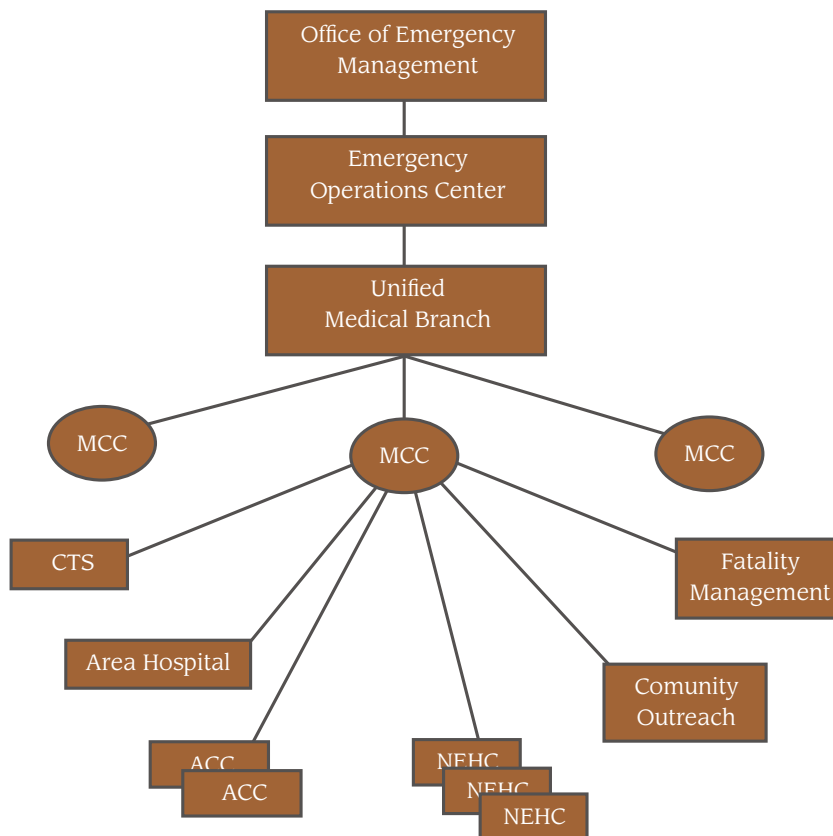 Office of Emergency
Management
Emergency
Operations Center
Unified
Medical Branch
MCC
MCC
MCC
CTS
Fatality
Management
Area Hospital
Comunity
Outreach
ACC
ACC
NEHC
NEHC
NEHC